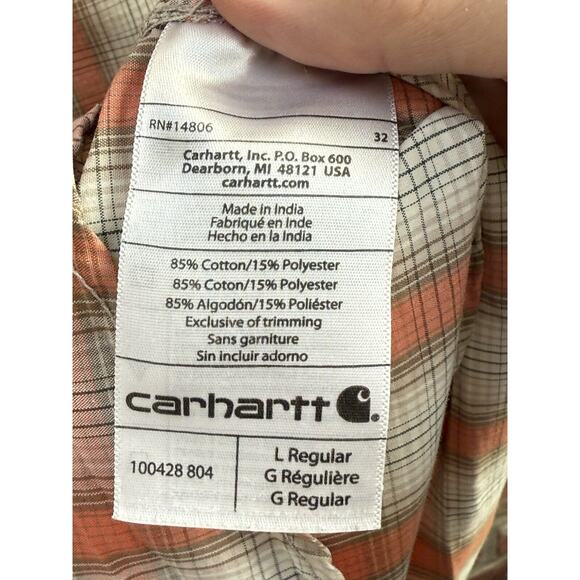 RN#14806
32
Carhartt, Inc. P.O. Box 600
Dearborn, MI 48121 USA
carhartt.com
Made in India
Fabriqué en Inde
Hecho en la India
85% Cotton/15% Polyester
85% Coton/15% Polyester
85% Algodón/15% Poliéster
Exclusive of trimming
Sans garniture
Sin incluir adorno
carhartt
100428 804
L Regular
G Régulière
G Regular